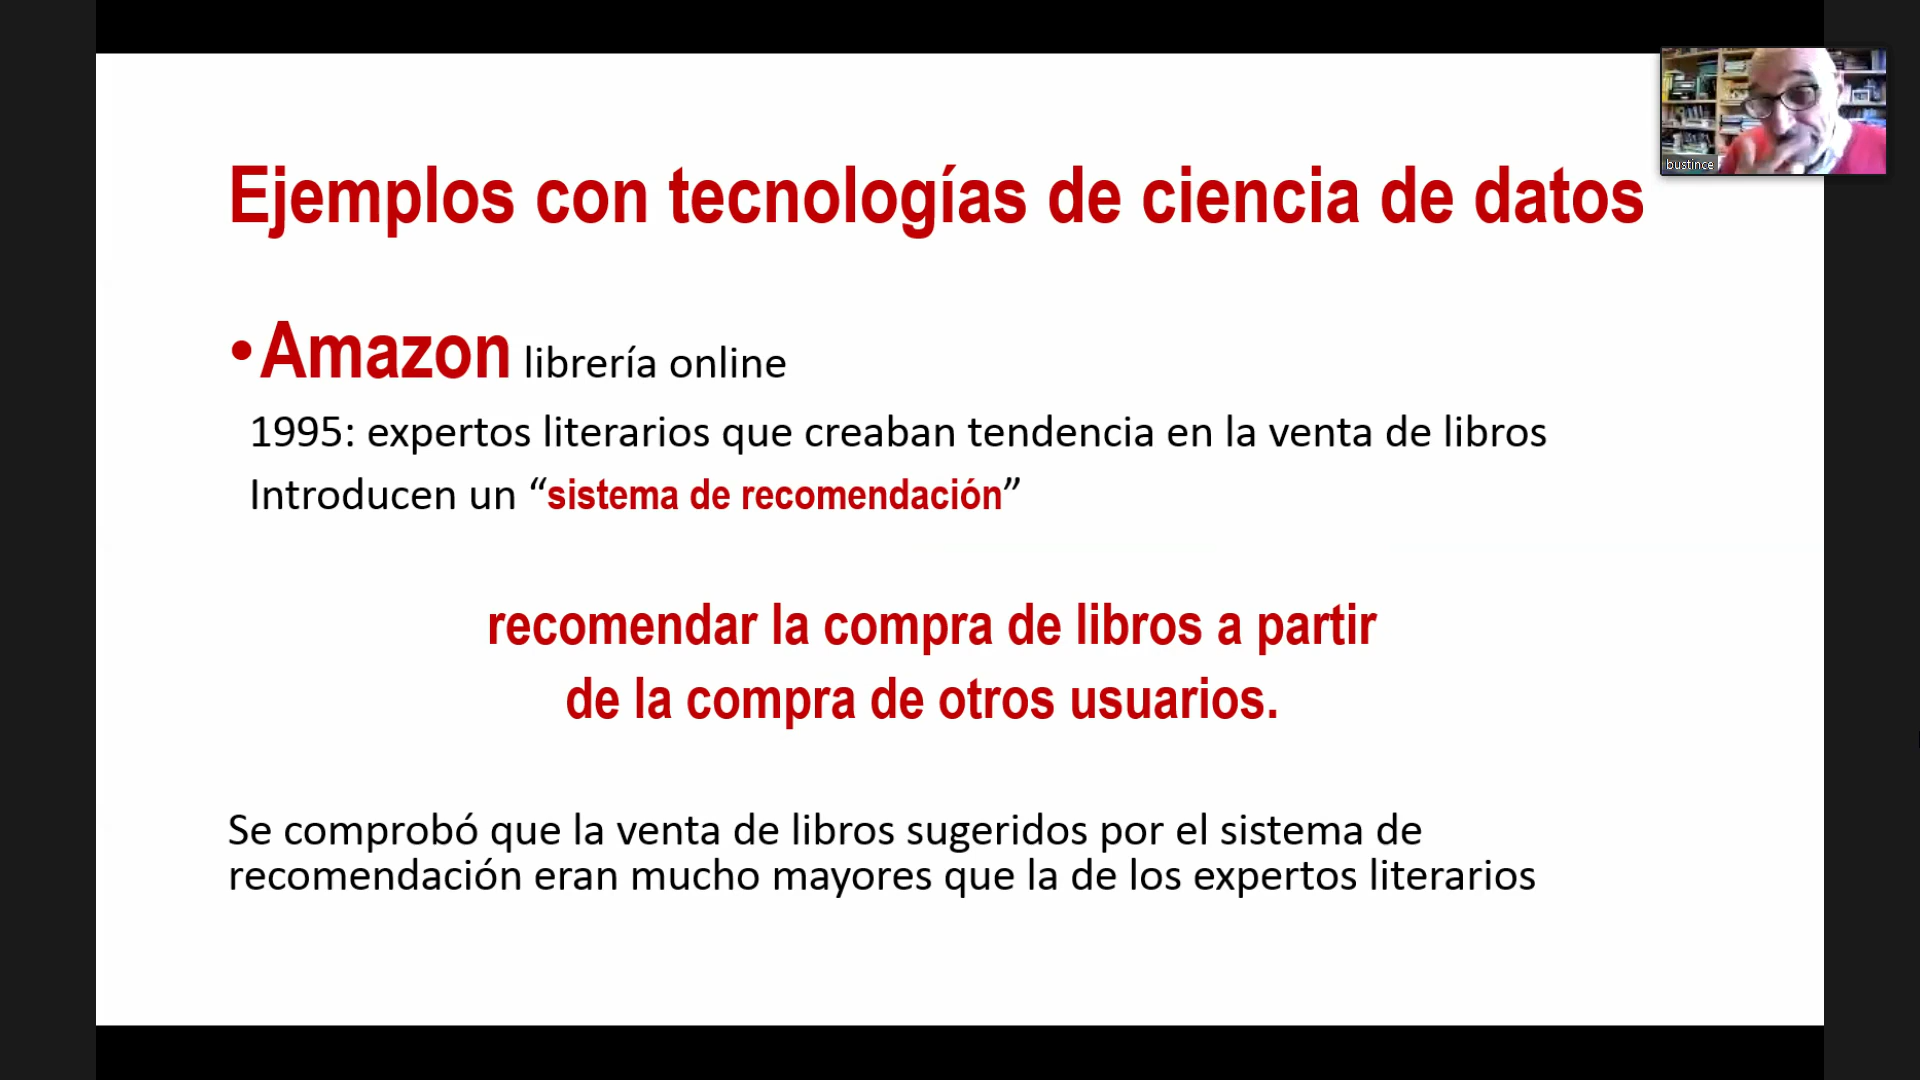 Ejemplos con tecnologías de ciencia de datos
•Amazon librería online
1995: expertos literarios que creaban tendencia en la venta de libros
Introducen un “sistema de recomendación”
recomendar la compra de libros a partir
de la compra de otros usuarios.
Se comprobó que la venta de libros sugeridos por el sistema de
recomendación eran mucho mayores que la de los expertos literarios
bustince